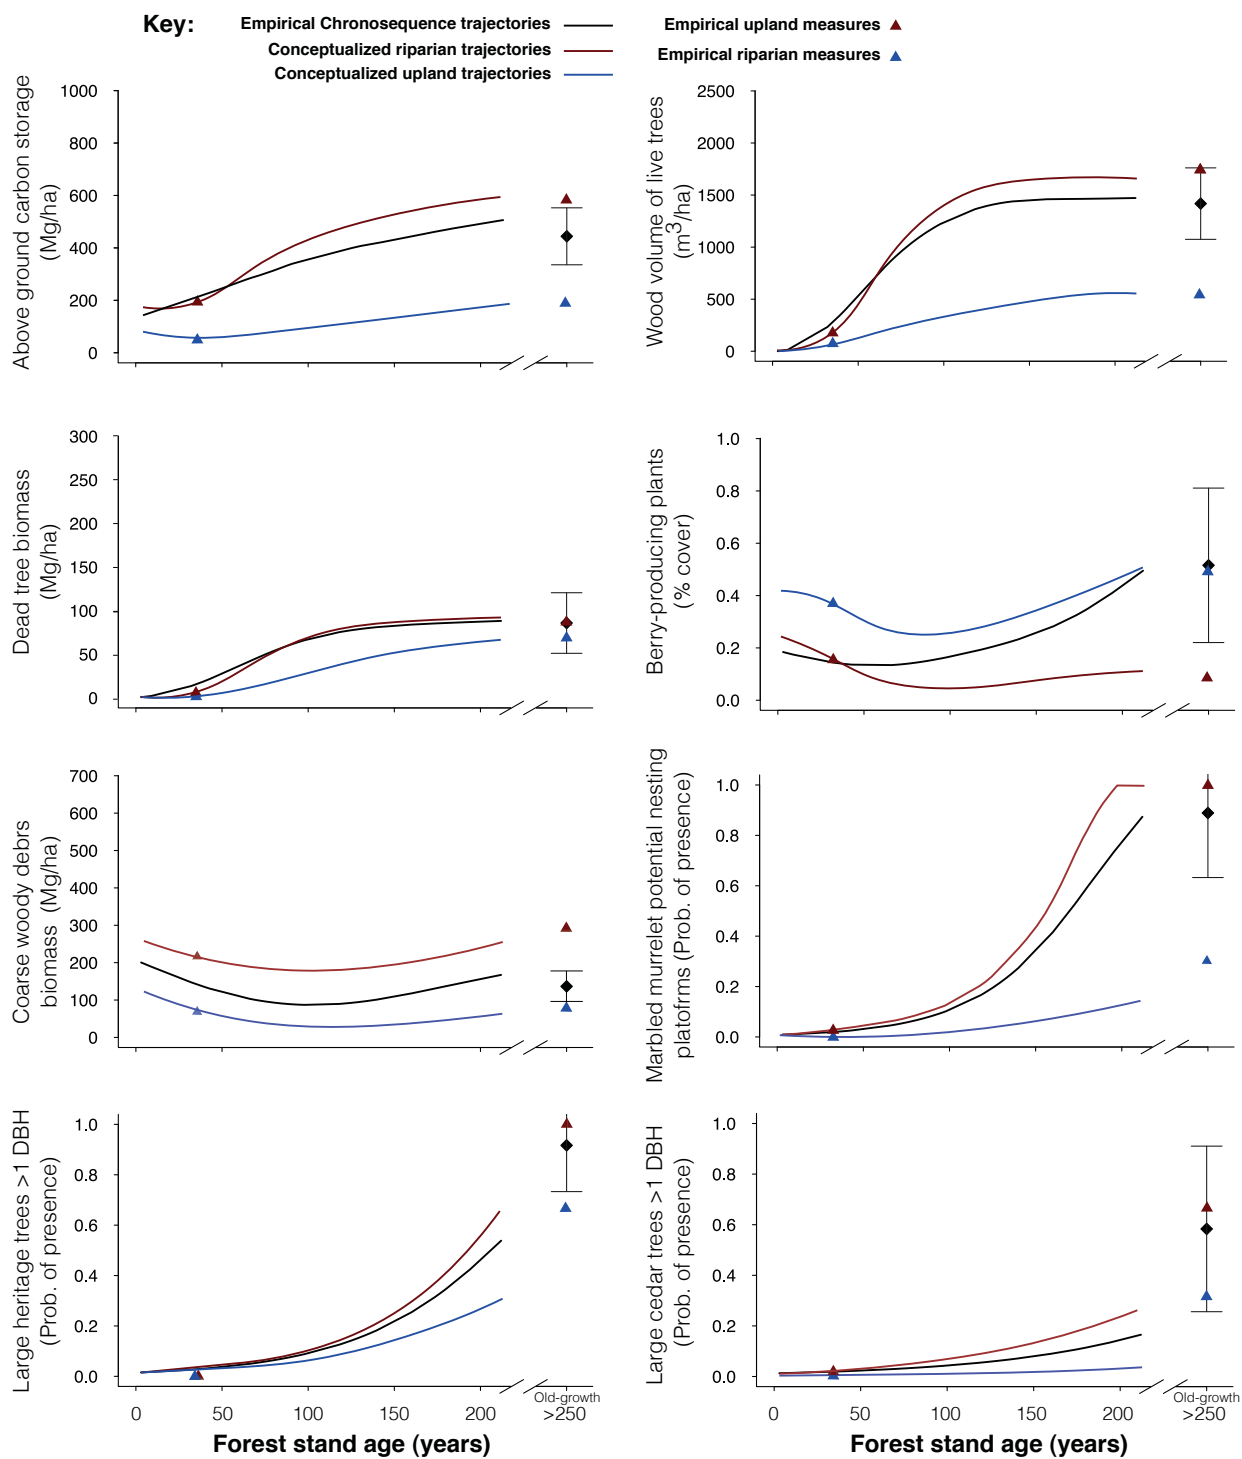 Key:
Empirical Chronosequence trajectories
Conceptualized riparian trajectories
Conceptualized upland trajectories
Empirical upland measures
Empirical riparian measures
Above ground carbon storage
(Mg/ha)
1000
800
600
400
200
0
Wood volume of live trees
(m3/ha)
2500
2000
1500
1000
500
0
Dead tree biomass
(Mg/ha)
300
250
200
150
100
50
0
Berry-producing plants
(% cover)
1.0
0.8
0.6
0.4
0.2
0.0
Coarse woody debrs
biomass (Mg/ha)
700
600
500
400
300
200
100
0
Marbled murrelet potential nesting
platofrms (Prob. of presence)
1.0
0.8
0.6
0.4
0.2
0.0
Large heritage trees >1 DBH
(Prob. of presence)
1.0
0.8
0.6
0.4
0.2
0.0
0 50 100 150 200
Old-growth
>250
Forest stand age (years)
Large cedar trees >1 DBH
(Prob. of presence)
1.0
0.8
0.6
0.4
0.2
0.0
0 50 100 150 200
Old-growth
>250
Forest stand age (years)